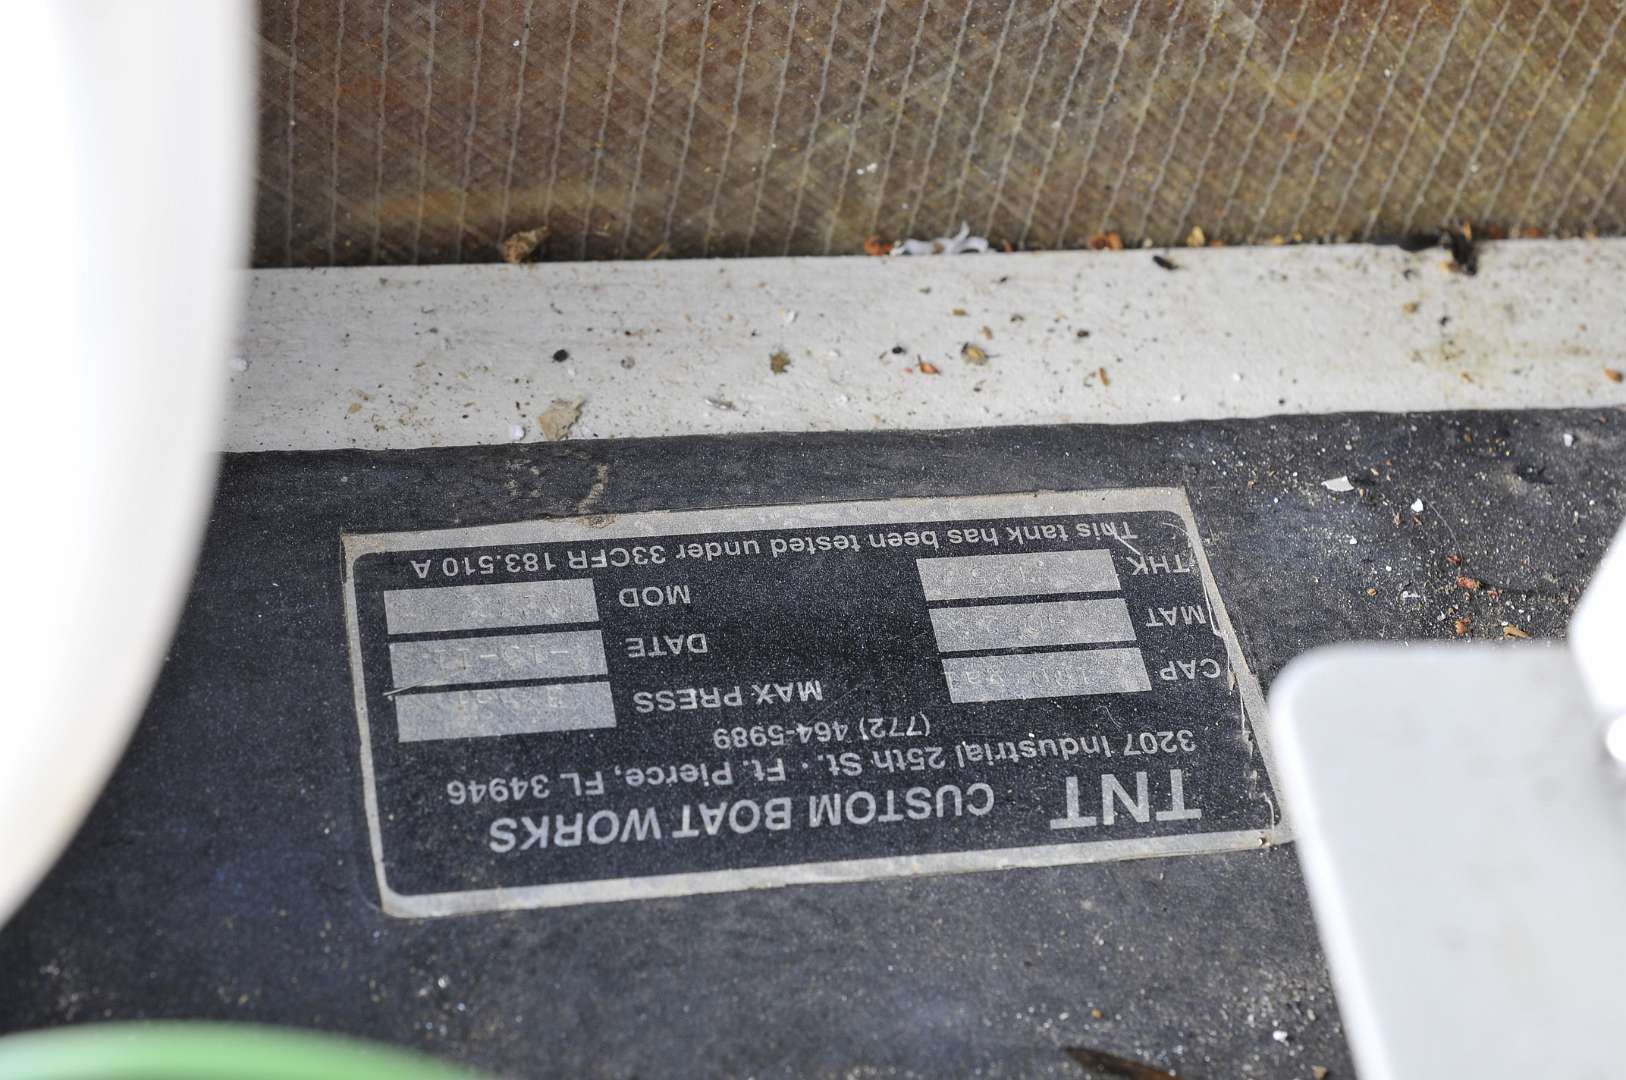 TNT CUSTOM BOAT WORKS
3207 Industrial 25th St. · Ft. Pierce, FL 34946
(772) 464-5989
CAP MAX PRESS
MAT DATE
THK MOD
This tank has been tested under 33CFR 183.510 A